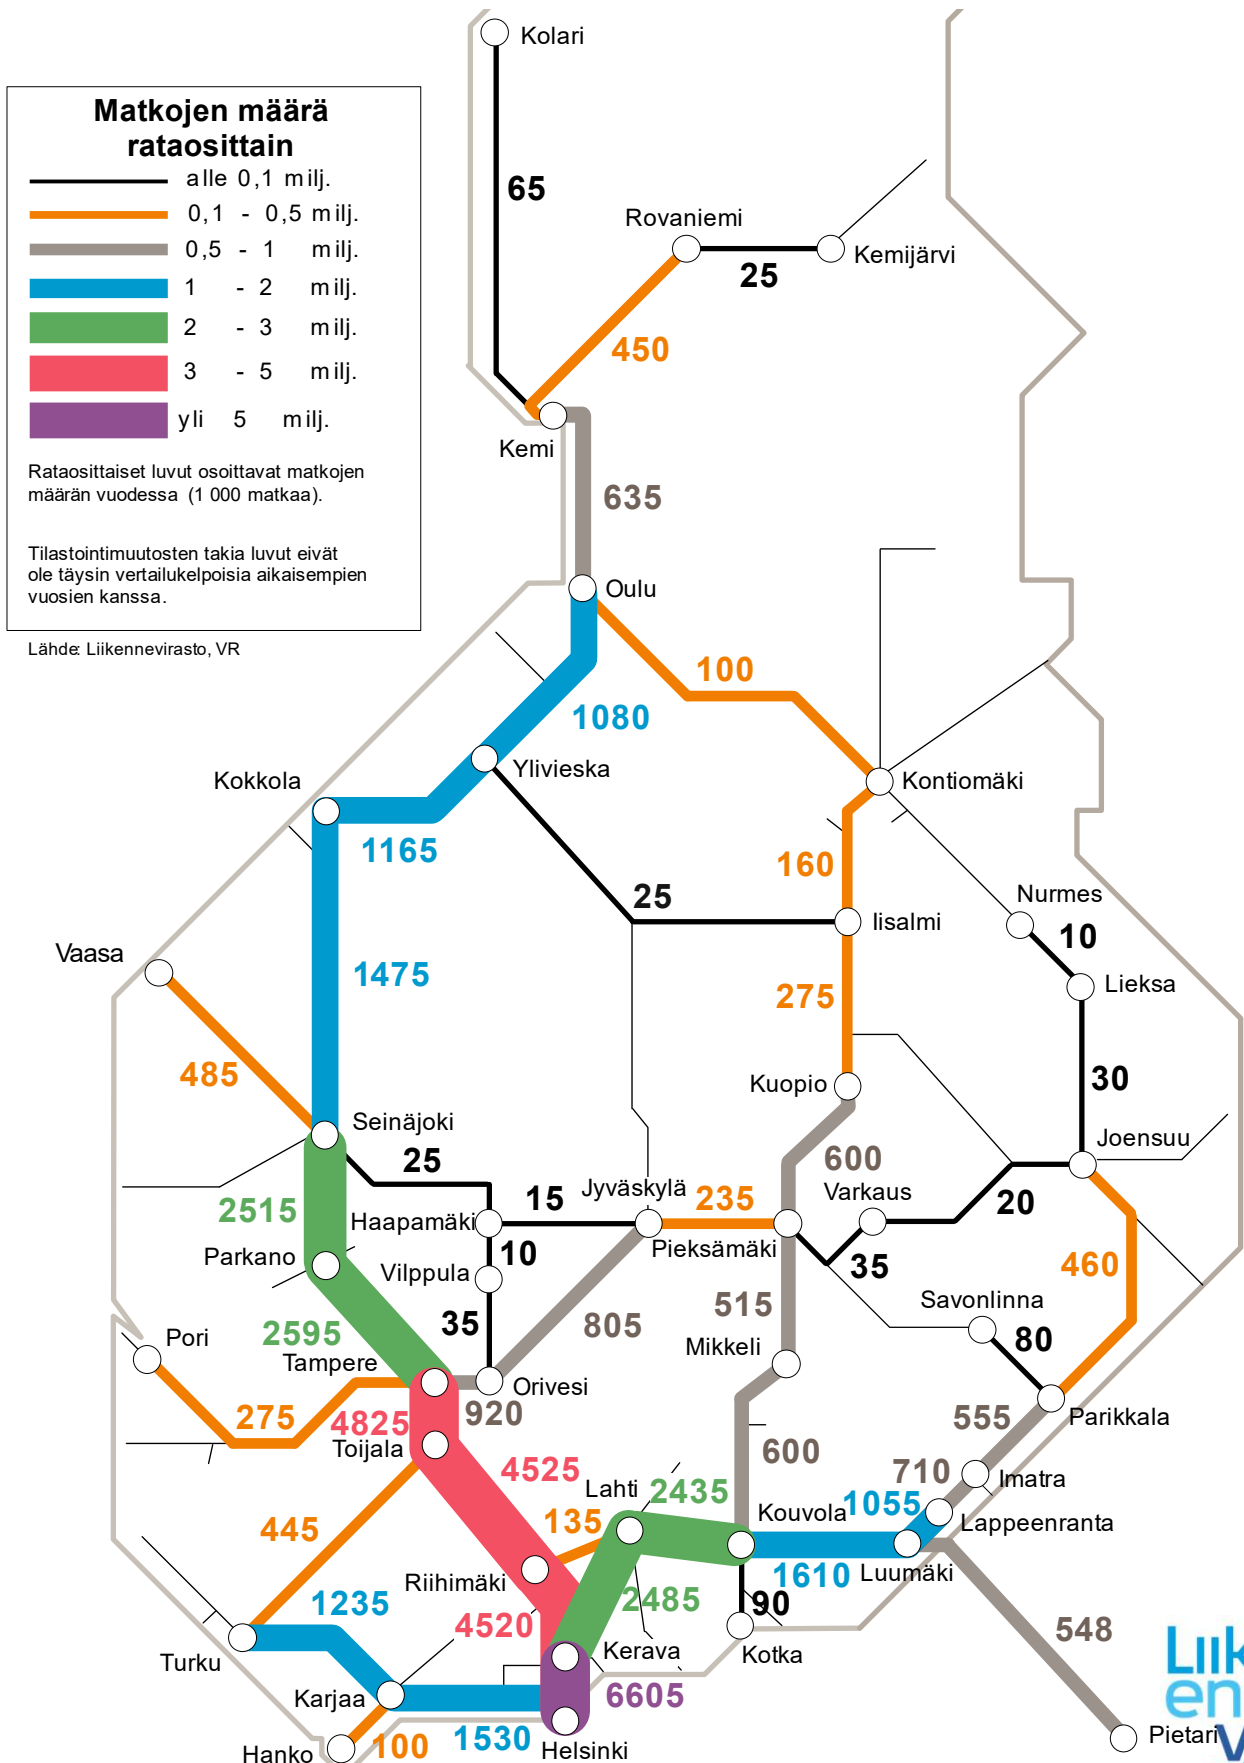 Kolari
Matkojen määrä
rataosittain
alle 0,1 milj.
0,1 - 0,5 milj.
0,5 - 1 milj.
1 - 2 milj.
2 - 3 milj.
3 - 5 milj.
yli 5 milj.
Rataosittaiset luvut osoittavat matkojen
määrän vuodessa (1 000 matkaa).
Tilastointimuutosten takia luvut eivät
ole täysin vertailukelpoisia aikaisempien
vuosien kanssa.
Lähde: Liikennevirasto, VR
65
Rovaniemi
25
Kemijärvi
450
Kemi
635
Oulu
100
1080
Kokkola
Ylivieska
Kontiomäki
1165
160
25
Nurmes
Iisalmi
10
Vaasa
1475
275
Lieksa
485
Kuopio
30
Seinäjoki
Joensuu
25
600
Jyväskylä
235
Varkaus
20
2515
Haapamäki
15
Parkano
10
Pieksämäki
35
460
Vilppula
515
Savonlinna
2595
35
805
80
Pori
Mikkeli
Tampere
Orivesi
275
4825
920
555
Parikkala
Toijala
600
4525
710
Imatra
Lahti
2435
1055
Kouvola
Lappeenranta
445
135
Riihimäki
1610
Luumäki
1235
2485
90
4520
548
Turku
Kerava
Kotka
Karjaa
6605
Hanko
100
1530
Helsinki
Pietari
Liik
en
V